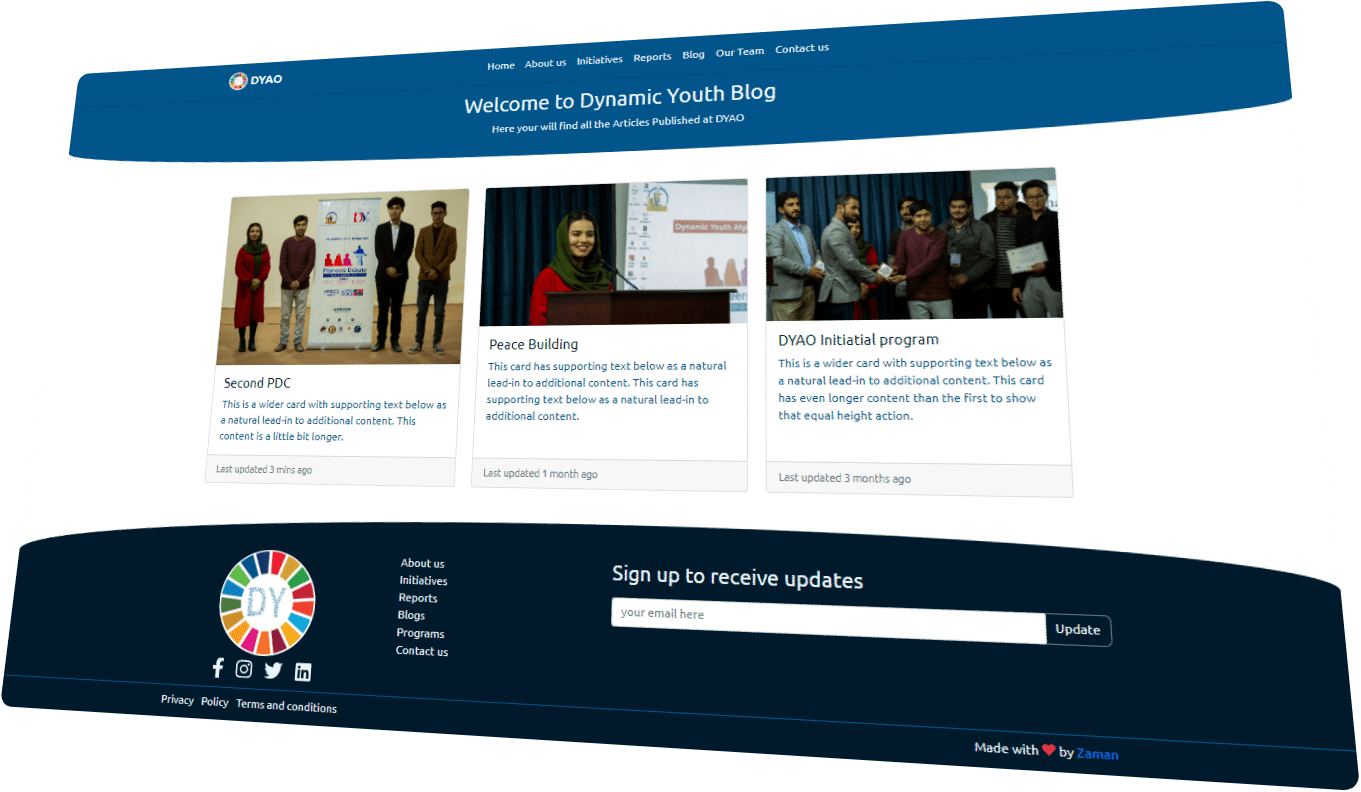 DYAO
Home About us Initiatives Reports Blog Our Team Contact us
Welcome to Dynamic Youth Blog
Here your will find all the Articles Published at DYAO
DY
Pioneers Debate
Second PDC
This is a wider card with supporting text below as
a natural lead-in to additional content. This
content is a little bit longer.
Last updated 3 mins ago
Dynamic Youth Afg
Peace Building
This card has supporting text below as a natural
lead-in to additional content. This card has
supporting text below as a natural lead-in to
additional content.
Last updated 1 month ago
DYAO Initiatial program
This is a wider card with supporting text below as
a natural lead-in to additional content. This card
has even longer content than the first to show
that equal height action.
Last updated 3 months ago
DY
About us
Initiatives
Reports
Blogs
Programs
Contact us
Sign up to receive updates
your email here
Update
Privacy Policy Terms and conditions
Made with ❤ by Zaman